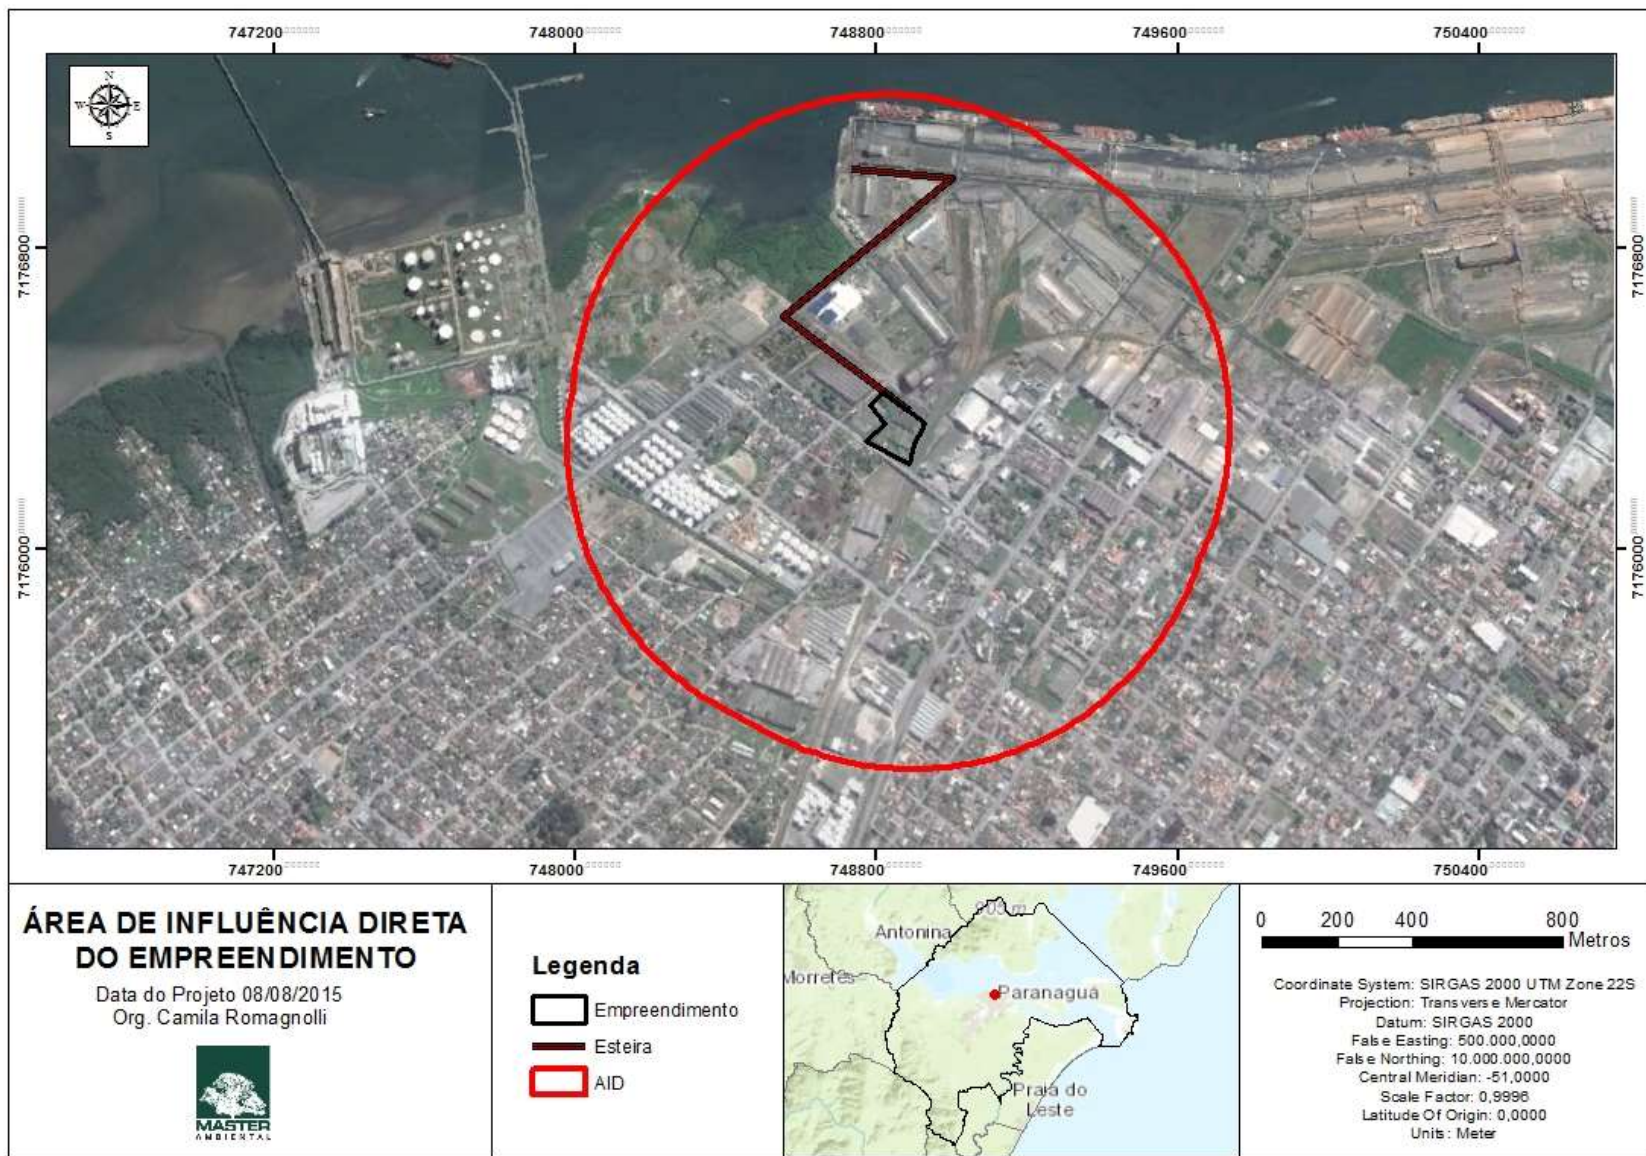 747200 748000 748800 749600 750400
N
W E
S
7176800 7176800
7176000 7176000
747200 748000 748800 749600 750400
ÁREA DE INFLUÊNCIA DIRETA
DO EMPREENDIMENTO
Data do Projeto 08/08/2015
Org. Camila Romagnolli
MASTER
AMBIENTAL
Legenda
Empreendimento
Esteira
AID
903 m
Antonina
Morretes
Paranaguá
Praia do
Leste
0 200 400 800
Metros
Coordinate System: SIRGAS 2000 UTM Zone 22S
Projection: Transverse Mercator
Datum: SIRGAS 2000
False Easting: 500.000,0000
False Northing: 10.000.000,0000
Central Meridian: -51,0000
Scale Factor: 0,9996
Latitude Of Origin: 0,0000
Units: Meter